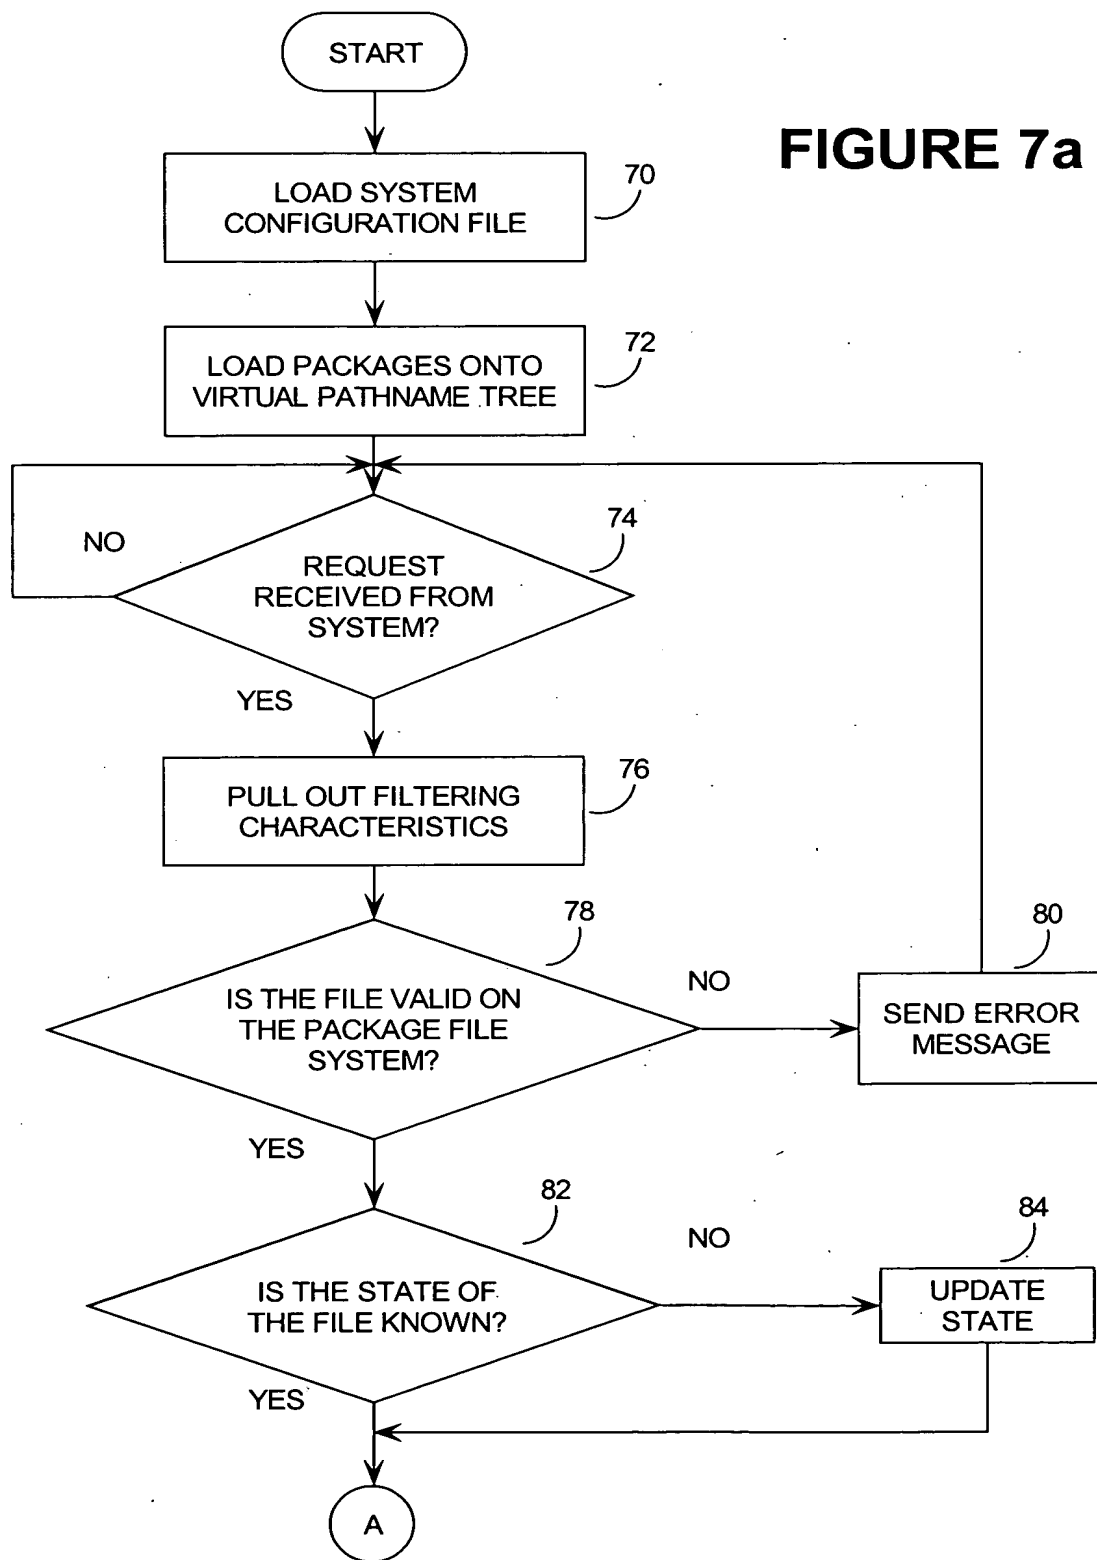 START
FIGURE 7a
LOAD SYSTEM
CONFIGURATION FILE
70
LOAD PACKAGES ONTO
VIRTUAL PATHNAME TREE
72
NO
REQUEST
RECEIVED FROM
SYSTEM?
74
YES
PULL OUT FILTERING
CHARACTERISTICS
76
IS THE FILE VALID ON
THE PACKAGE FILE
SYSTEM?
78
NO
SEND ERROR
MESSAGE
80
YES
IS THE STATE OF
THE FILE KNOWN?
82
NO
UPDATE
STATE
84
YES
A